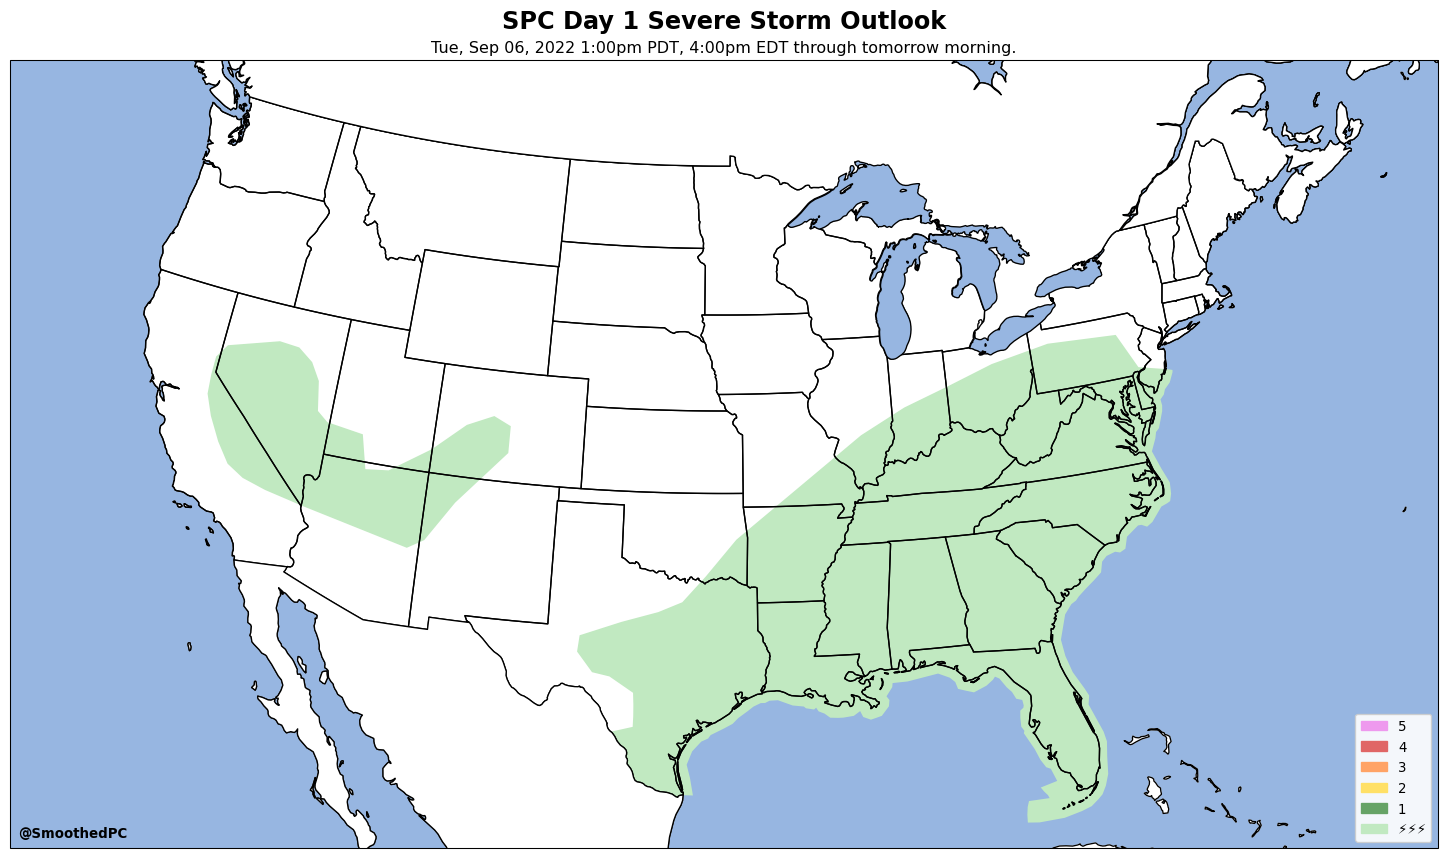 SPC Day 1 Severe Storm Outlook
Tue, Sep 06, 2022 1:00pm PDT, 4:00pm EDT through tomorrow morning.
5
4
3
2
1
⚡⚡⚡
@SmoothedPC